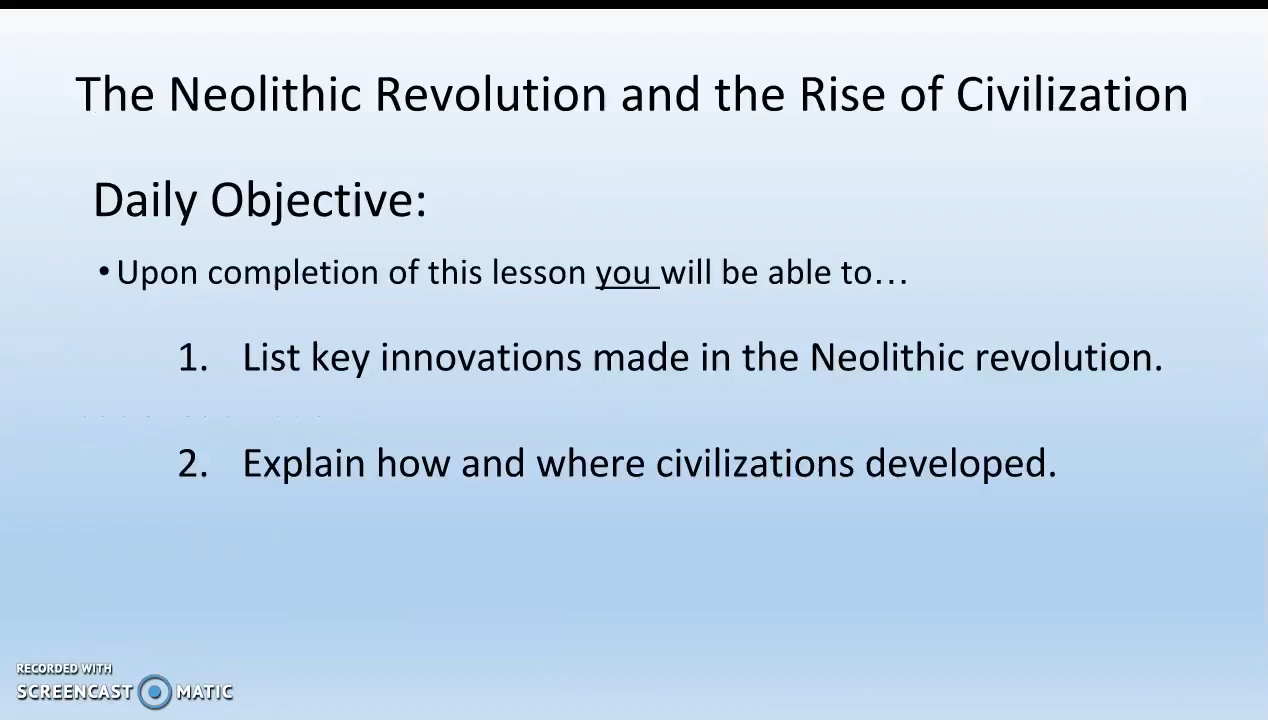 The Neolithic Revolution and the Rise of Civilization
Daily Objective:
• Upon completion of this lesson you will be able to…
1. List key innovations made in the Neolithic revolution.
2. Explain how and where civilizations developed.
RECORDED WITH
SCREENCAST MATIC